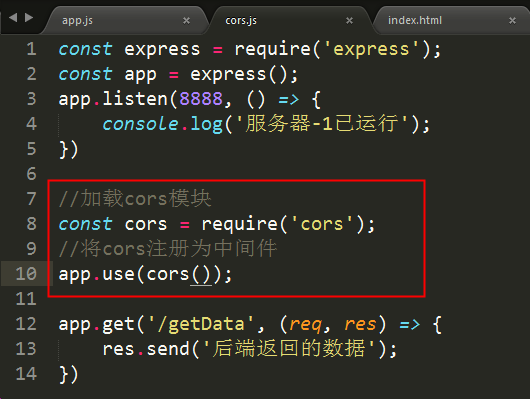 app.js × cors.js × index.html ×
1 const express = require('express');
2 const app = express();
3 app.listen(8888, () => {
4 console.log('服务器-1已运行');
5 })
6
7 //加载cors模块
8 const cors = require('cors');
9 //将cors注册为中间件
10 app.use(cors());
11
12 app.get('/getData', (req, res) => {
13 res.send('后端返回的数据');
14 })